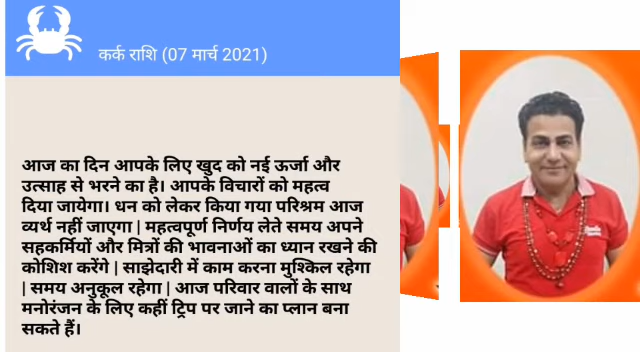 कर्क राशि (07 मार्च 2021)
आज का दिन आपके लिए खुद को नई ऊर्जा और
उत्साह से भरने का है। आपके विचारों को महत्व
दिया जायेगा। धन को लेकर किया गया परिश्रम आज
व्यर्थ नहीं जाएगा | महत्वपूर्ण निर्णय लेते समय अपने
सहकर्मियों और मित्रों की भावनाओं का ध्यान रखने की
कोशिश करेंगे | साझेदारी में काम करना मुश्किल रहेगा
| समय अनुकूल रहेगा | आज परिवार वालों के साथ
मनोरंजन के लिए कहीं ट्रिप पर जाने का प्लान बना
सकते हैं।